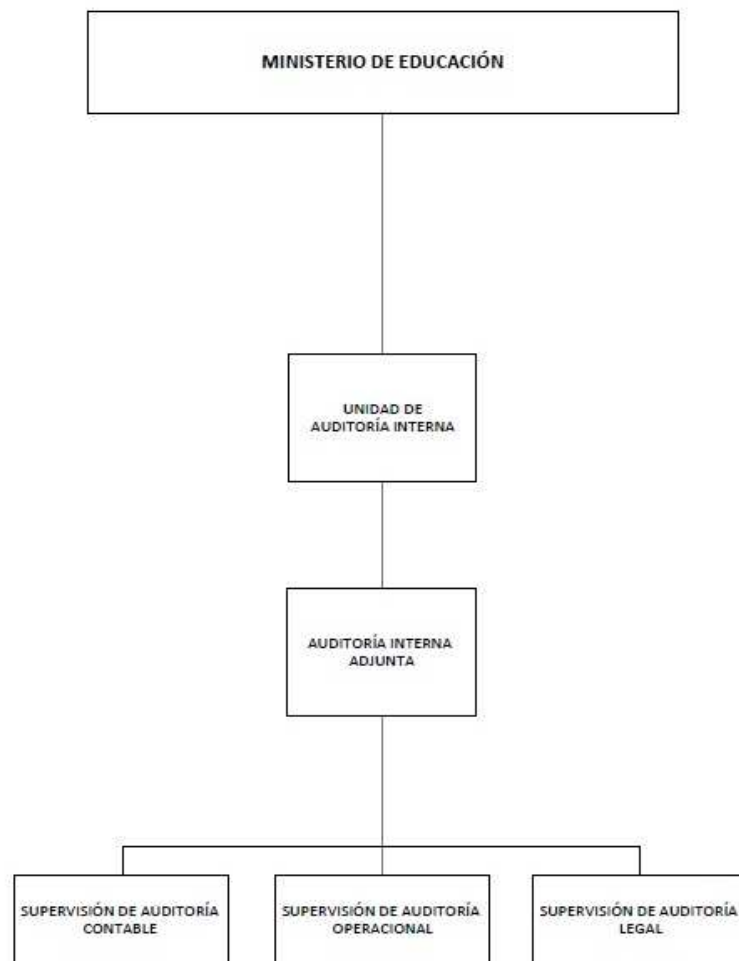 MINISTERIO DE EDUCACIÓN
UNIDAD DE
AUDITORÍA INTERNA
AUDITORÍA INTERNA
ADJUNTA
SUPERVISIÓN DE AUDITORÍA
CONTABLE
SUPERVISIÓN DE AUDITORÍA
OPERACIONAL
SUPERVISIÓN DE AUDITORÍA
LEGAL